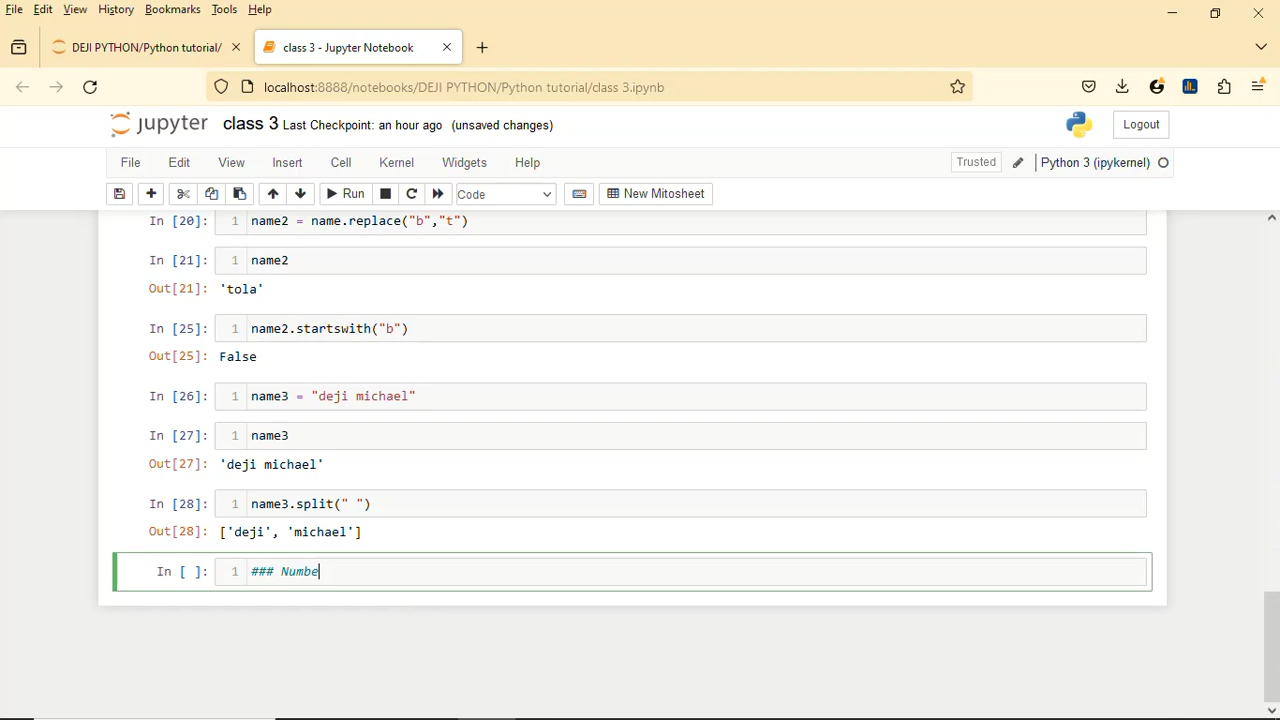 File Edit View History Bookmarks Tools Help
DEJI PYTHON/Python tutorial/ class 3 - Jupyter Notebook
localhost:8888/notebooks/DEJI PYTHON/Python tutorial/class 3.ipynb
jupyter class 3 Last Checkpoint: an hour ago (unsaved changes) Logout
File Edit View Insert Cell Kernel Widgets Help Trusted Python 3 (ipykernel)
Run Code New Mitosheet
In [20]: 1 name2 = name.replace("b","t")
In [21]: 1 name2
Out[21]: 'tola'
In [25]: 1 name2.startswith("b")
Out[25]: False
In [26]: 1 name3 = "deji michael"
In [27]: 1 name3
Out[27]: 'deji michael'
In [28]: 1 name3.split(" ")
Out[28]: ['deji', 'michael']
In [ ]: 1 ### Numbe